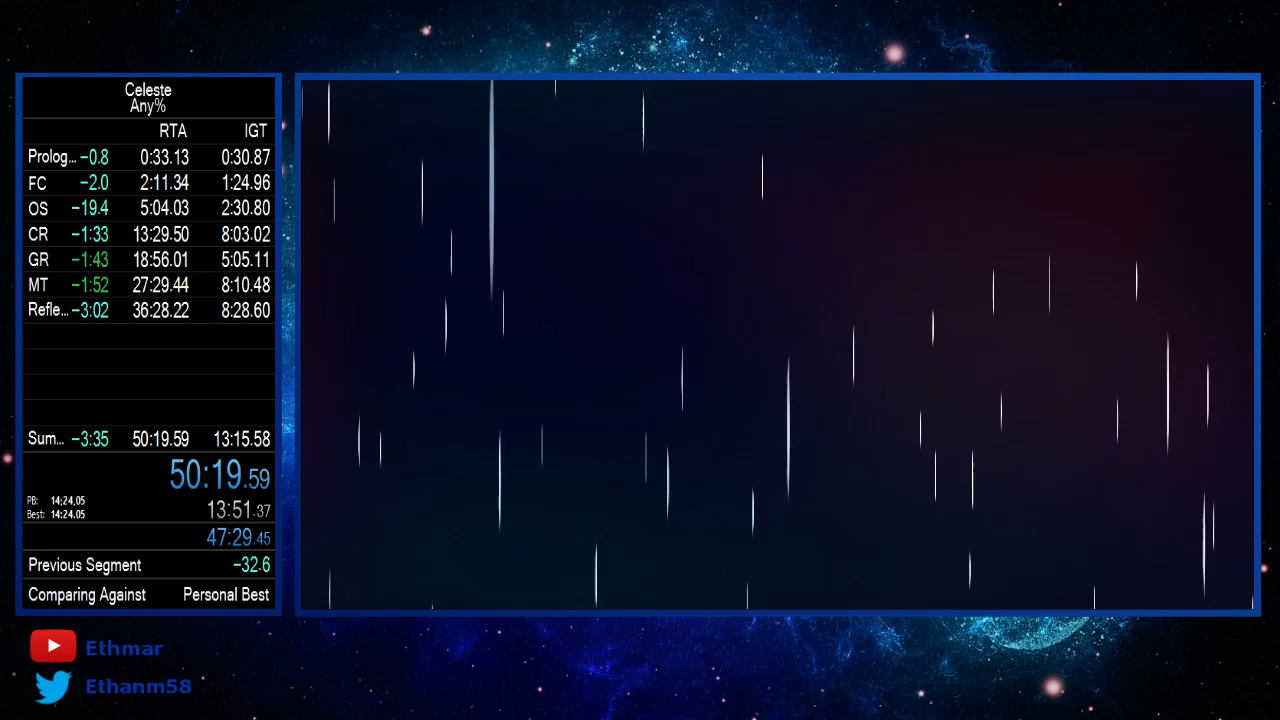 Celeste
Any%
RTA IGT
Prolog... −0.8 0:33.13 0:30.87
FC −2.0 2:11.34 1:24.96
OS −19.4 5:04.03 2:30.80
CR −1:33 13:29.50 8:03.02
GR −1:43 18:56.01 5:05.11
MT −1:52 27:29.44 8:10.48
Refle... −3:02 36:28.22 8:28.60
Sum... −3:35 50:19.59 13:15.58
50:19.59
PB: 14:24.05 13:51.37
Best: 14:24.05
47:29.45
Previous Segment −32.6
Comparing Against Personal Best
Ethmar
Ethanm58